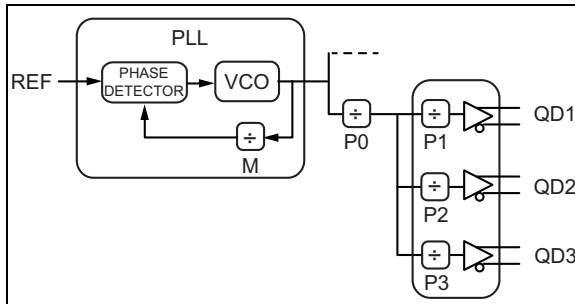 PLL
REF
PHASE
DETECTOR
VCO
÷
M
÷
P0
÷
P1
QD1
÷
P2
QD2
÷
P3
QD3